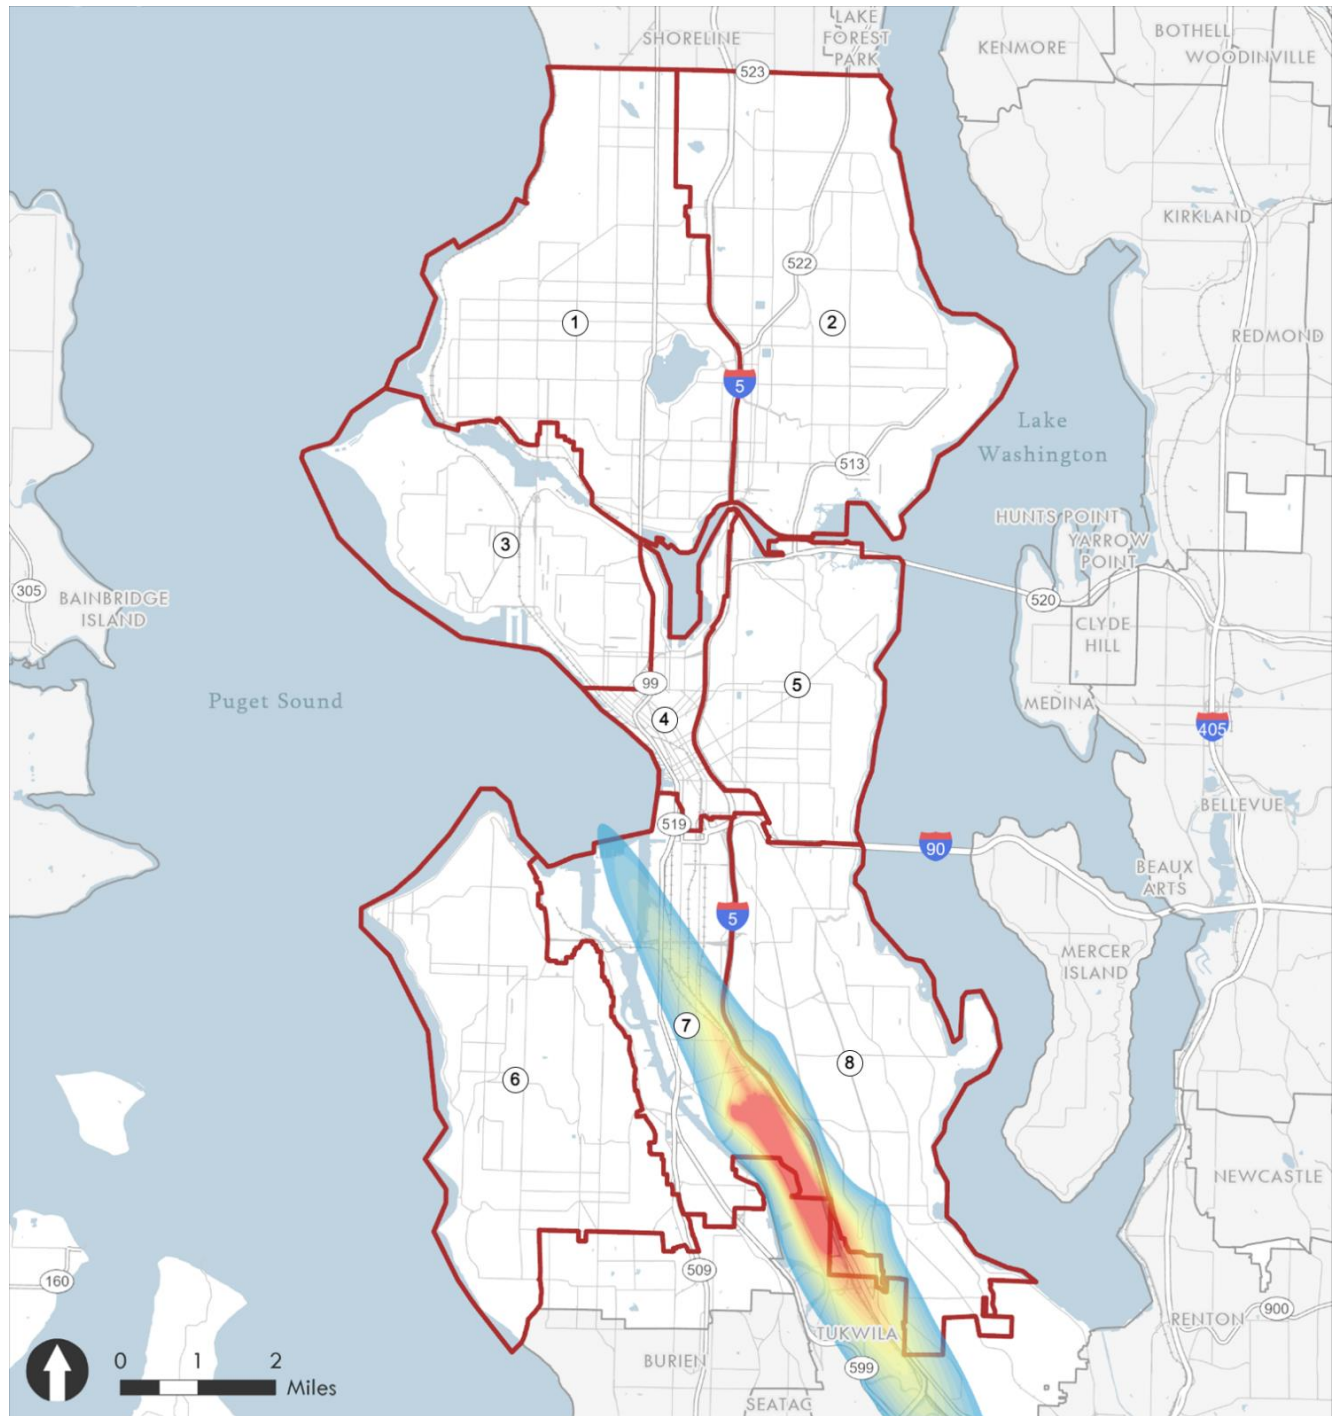 SHORELINE
LAKE
FOREST
PARK
KENMORE
BOTHELL
WOODINVILLE
523
KIRKLAND
522
1
2
REDMOND
5
Lake
Washington
513
HUNTS POINT
YARROW
POINT
3
305
BAINBRIDGE
ISLAND
520
CLYDE
HILL
99
5
Puget Sound
MEDINA
4
405
BELLEVUE
519
90
BEAUX
ARTS
5
MERCER
ISLAND
7
8
6
NEWCASTLE
509
160
RENTON
900
TUKWILA
BURIEN
599
SEATAC
0 1 2
Miles